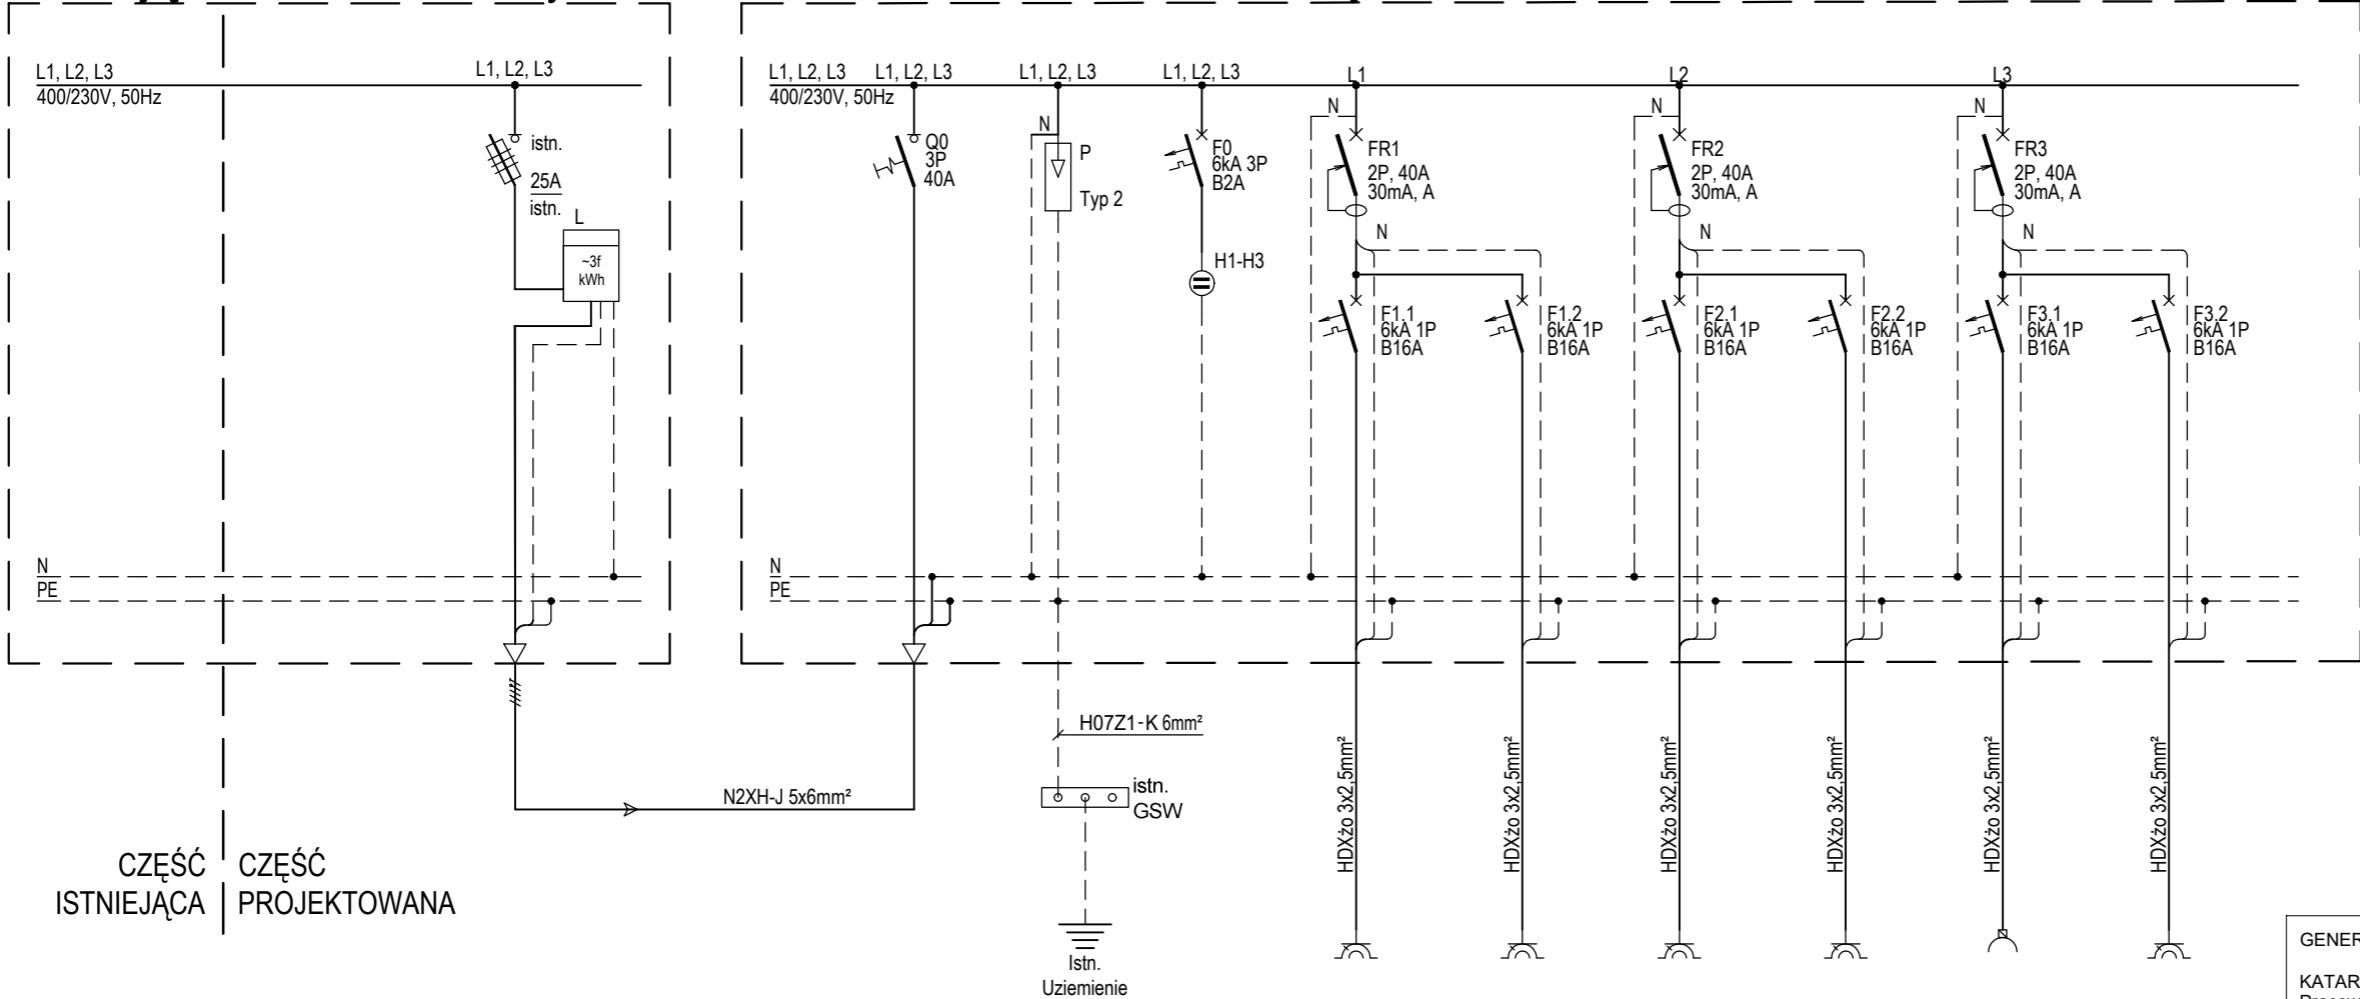 L1, L2, L3
400/230V, 50Hz
L1, L2, L3
istn.
25A
istn.
L
~3f
kWh
N
PE
L1, L2, L3
400/230V, 50Hz
L1, L2, L3
Q0
3P
40A
L1, L2, L3
N
P
Typ 2
L1, L2, L3
F0
6kA 3P
B2A
H1-H3
L1
N
FR1
2P, 40A
30mA, A
N
F1.1
6kA 1P
B16A
F1.2
6kA 1P
B16A
L2
N
FR2
2P, 40A
30mA, A
N
F2.1
6kA 1P
B16A
F2.2
6kA 1P
B16A
L3
N
FR3
2P, 40A
30mA, A
N
F3.1
6kA 1P
B16A
F3.2
6kA 1P
B16A
N
PE
H07Z1-K 6mm²
N2XH-J 5x6mm²
istn.
GSW
Istn.
Uziemienie
HDXżo 3x2,5mm²
HDXżo 3x2,5mm²
HDXżo 3x2,5mm²
HDXżo 3x2,5mm²
HDXżo 3x2,5mm²
HDXżo 3x2,5mm²
CZĘŚĆ
ISTNIEJĄCA
CZĘŚĆ
PROJEKTOWANA
GENER
KATAR